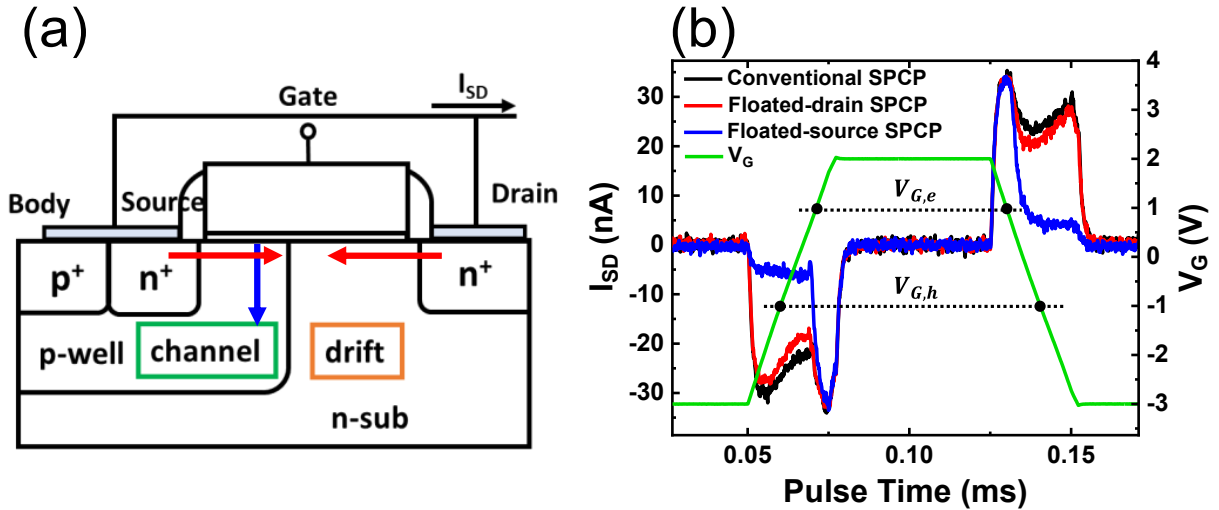 (a)
I_SD
Gate
Body
Source
Drain
p⁺
n⁺
n⁺
p-well
channel
drift
n-sub
(b)
Conventional SPCP
Floated-drain SPCP
Floated-source SPCP
V_G
V_G,e
V_G,h
I_SD (nA)
30
20
10
0
-10
-20
-30
V_G (V)
4
3
2
1
0
-1
-2
-3
0.05
0.10
0.15
Pulse Time (ms)